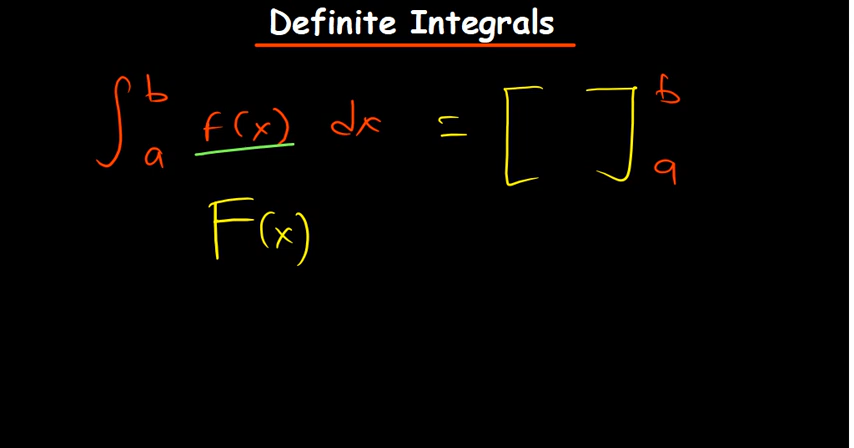 Definite Integrals
∫ₐᵇ f(x) dx = [ ]ₐᵇ
F(x)